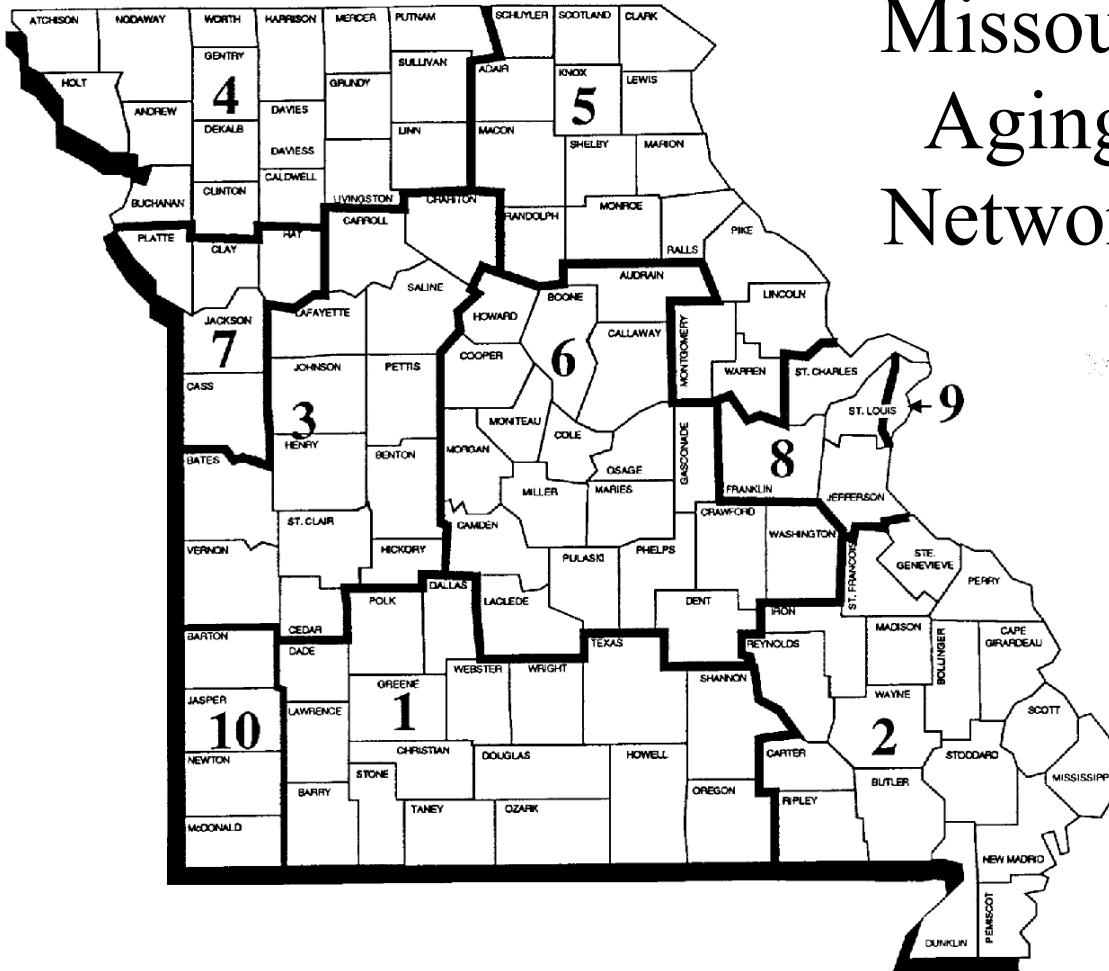 Missou
Aging
Networ
ATCHISON
NODAWAY
WORTH
HARRISON
MERCER
PUTNAM
SCHUYLER
SCOTLAND
CLARK
GENTRY
SULLIVAN
ADAIR
KNOX
HOLT
GRUNDY
LEWIS
4
5
ANDREW
DAVIES
DEKALB
LINN
MACON
DAVIESS
SHELBY
MARION
CALDWELL
CLINTON
BUCHANAN
LIVINGSTON
CHARITON
MONROE
CARROLL
RANDOLPH
PLATTE
CLAY
RAY
RALLS
PIKE
AUDRAIN
SALINE
BOONE
LINCOLN
LAFAYETTE
HOWARD
JACKSON
7
CALLAWAY
COOPER
6
MONTGOMERY
JOHNSON
PETTIS
WARREN
ST. CHARLES
CASS
3
ST. LOUIS
9
MONITEAU
COLE
HENRY
MORGAN
BENTON
GASCONADE
8
BATES
OSAGE
MILLER
MARIES
FRANKLIN
JEFFERSON
CRAWFORD
ST. CLAIR
CAMDEN
WASHINGTON
VERNON
HICKORY
PULASKI
PHELPS
ST. FRANCOIS
STE.
GENEVIEVE
PERRY
DALLAS
POLK
LACLEDE
DENT
IRON
CEDAR
BARTON
MADISON
CAPE
GIRARDEAU
BOLLINGER
DADE
TEXAS
REYNOLDS
WEBSTER
WRIGHT
SHANNON
GREENE
JASPER
1
WAYNE
LAWRENCE
SCOTT
10
2
CHRISTIAN
DOUGLAS
HOWELL
CARTER
STODDARD
NEWTON
STONE
MISSISSIPP
BUTLER
BARRY
OREGON
RIPLEY
TANEY
OZARK
McDONALD
NEW MADRID
PEMISCOT
DUNKLIN